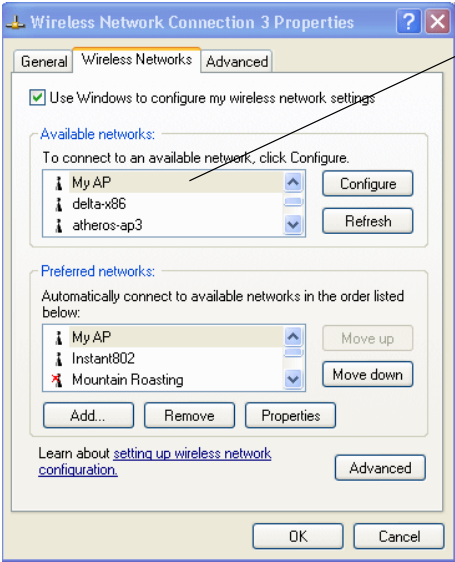 Wireless Network Connection 3 Properties
General Wireless Networks Advanced
Use Windows to configure my wireless network settings
Available networks:
To connect to an available network, click Configure.
My AP
delta-x86
atheros-ap3
Configure
Refresh
Preferred networks:
Automatically connect to available networks in the order listed
below:
My AP
Instant802
Mountain Roasting
Move up
Move down
Add... Remove Properties
Learn about setting up wireless network
configuration.
Advanced
OK Cancel